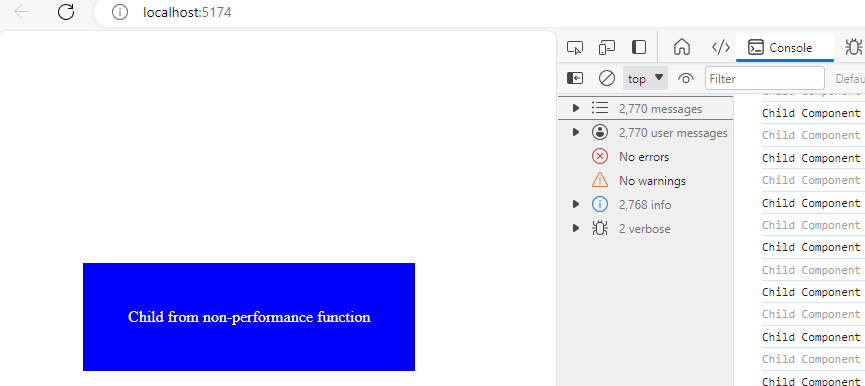 localhost:5174
Console
top
Filter
Defau
2,770 messages
2,770 user messages
No errors
No warnings
2,768 info
2 verbose
Child Component
Child Component
Child Component
Child Component
Child Component
Child Component
Child Component
Child Component
Child Component
Child Component
Child Component
Child Component
Child Component
Child Component
Child from non-performance function